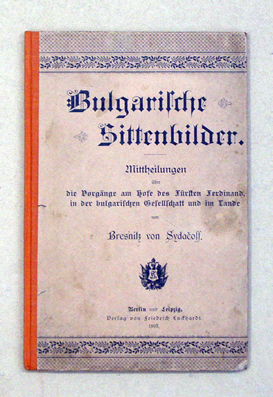 Bulgarische
Sittenbilder.
Mittheilungen
über
die Vorgänge am Hofe des Fürsten Ferdinand,
in der bulgarischen Gesellschaft und im Lande
von
Bresnitz von Sydačoff.
Berlin und Leipzig,
Verlag von Friedrich Luckhardt